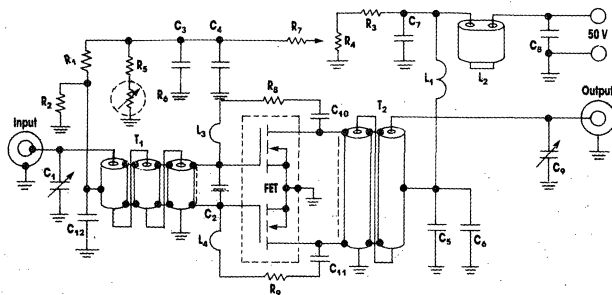 C3
C4
R7
R3
C7
50 V
R1
R5
R4
C8
L2
R6
R2
L1
R8
C10
T2
Output
Input
T1
L3
C1
FET
C9
C2
C12
L4
C5
C6
C11
R9